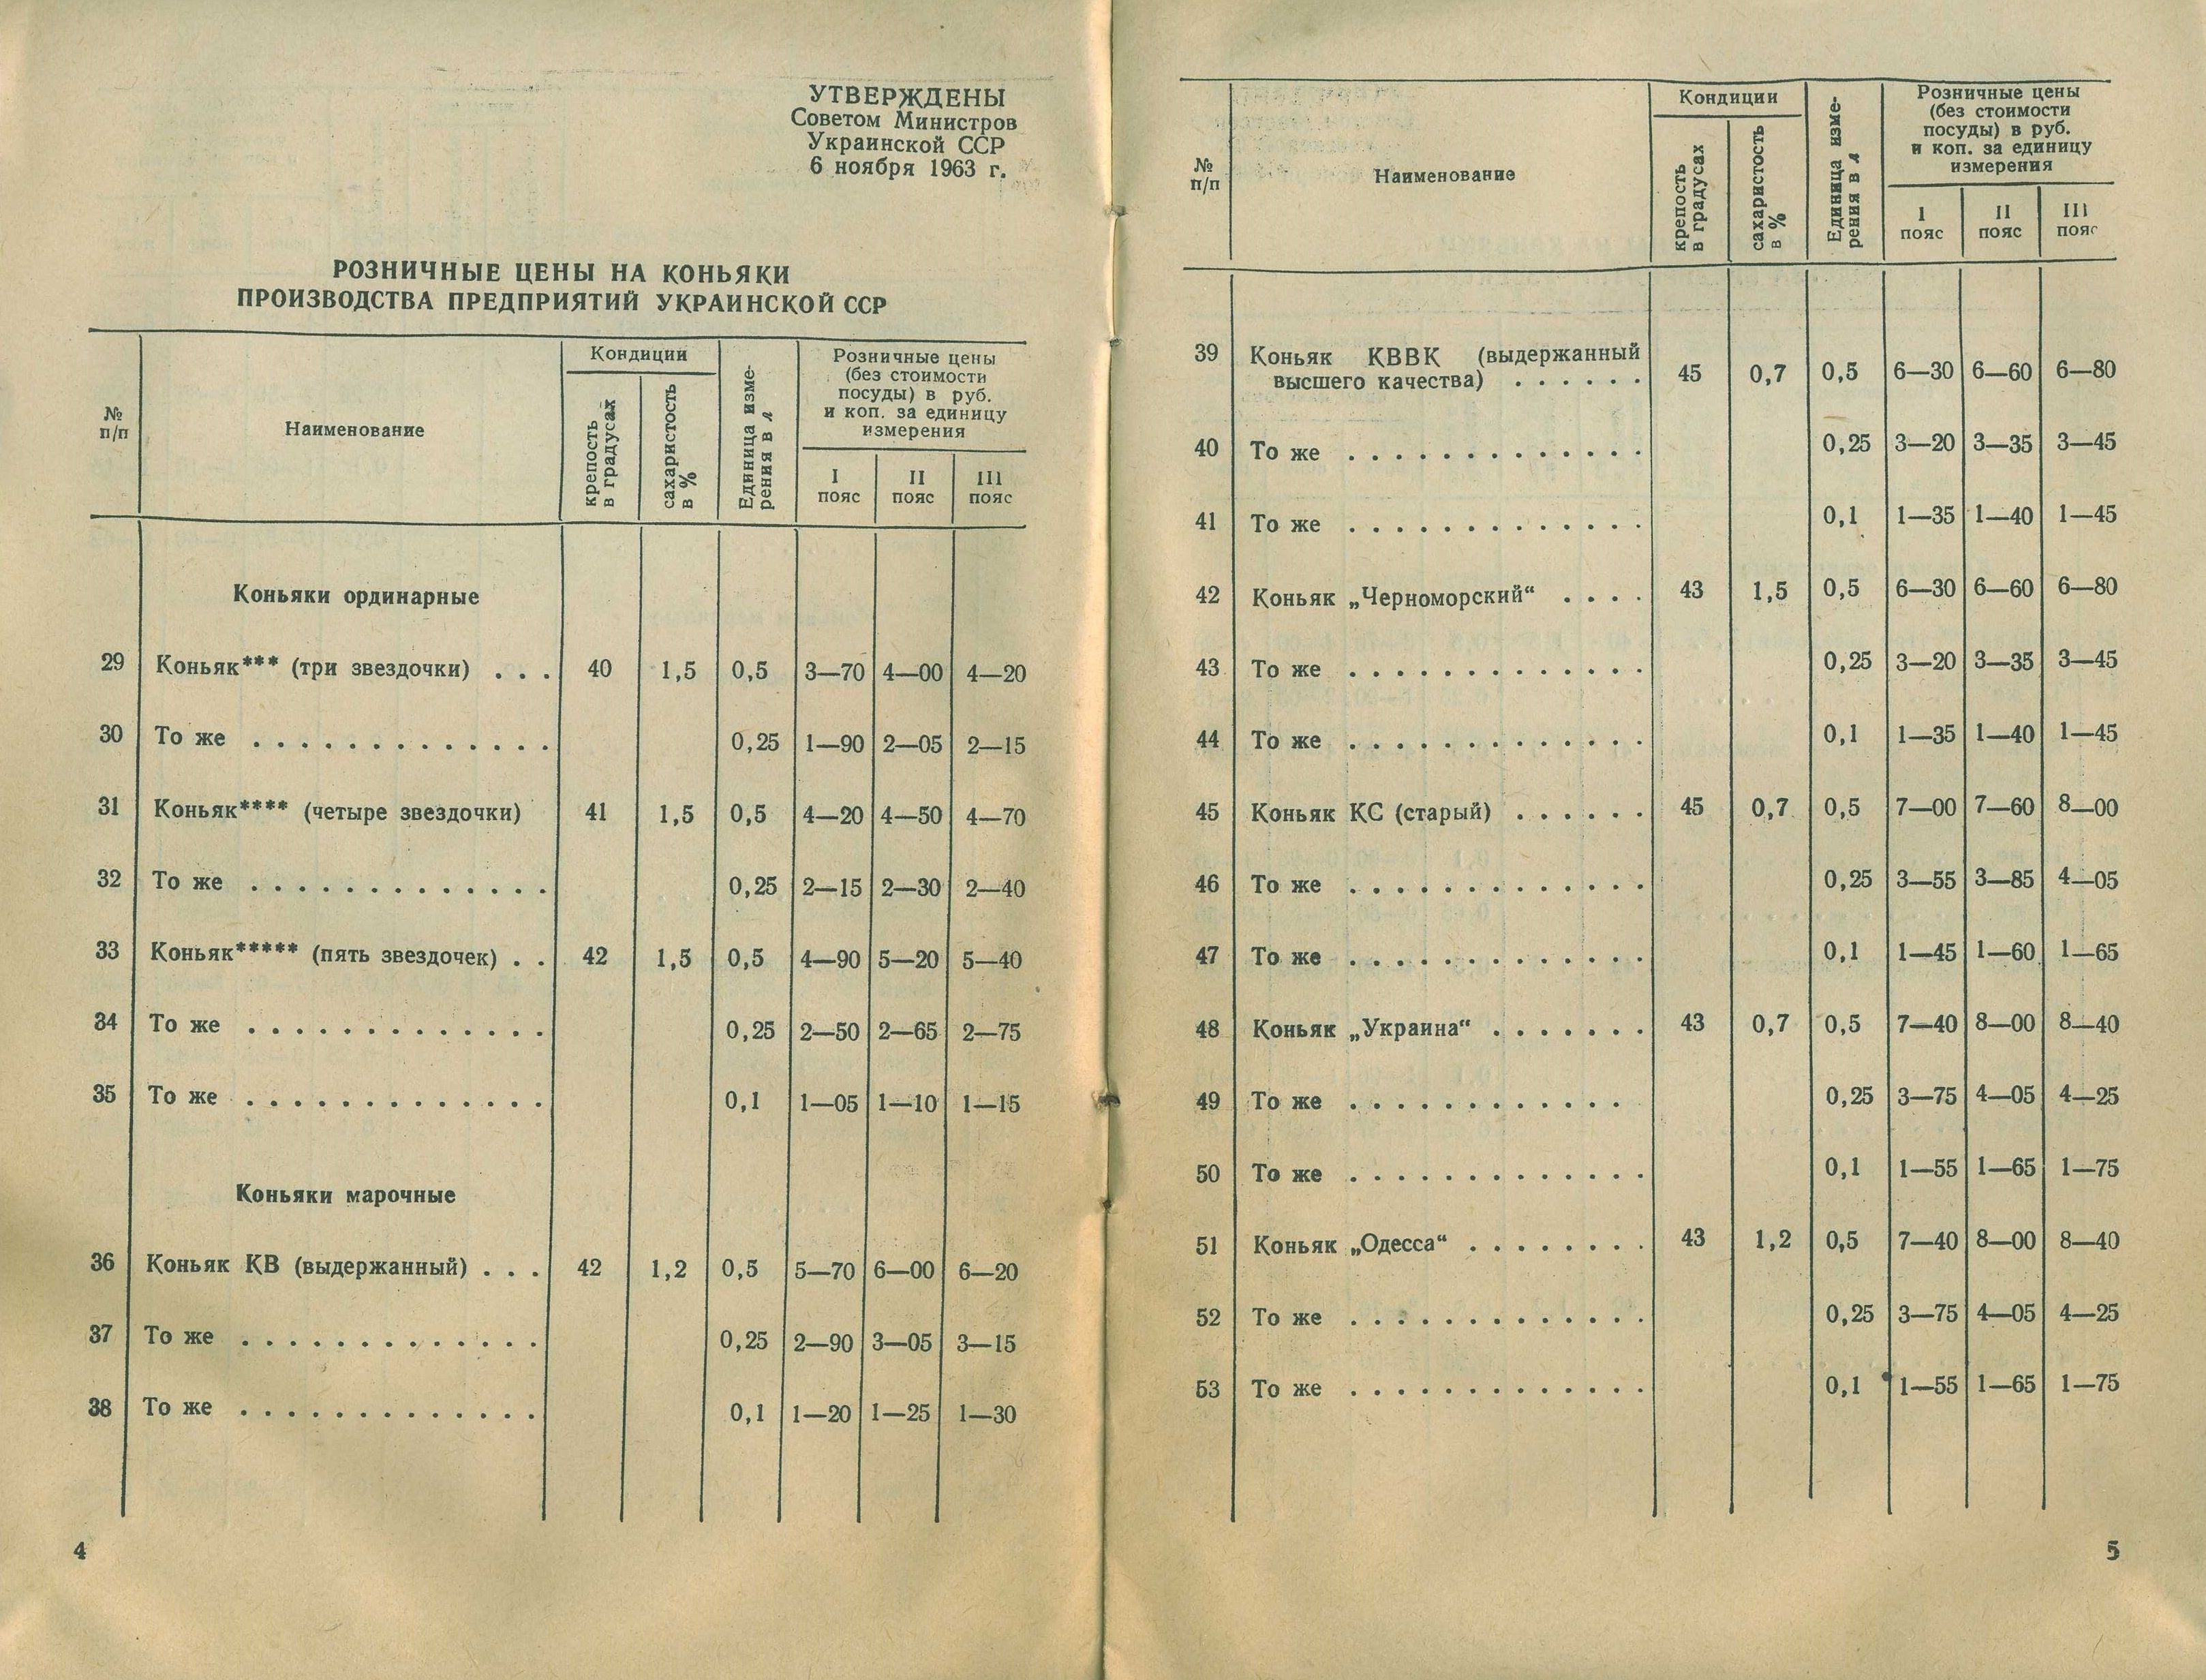 УТВЕРЖДЕНЫ
Советом Министров
Украинской ССР
6 ноября 1963 г.
РОЗНИЧНЫЕ ЦЕНЫ НА КОНЬЯКИ
ПРОИЗВОДСТВА ПРЕДПРИЯТИЙ УКРАИНСКОЙ ССР
№ п/п
Наименование
Кондиции
крепость в градусах
сахаристость в %
Единица изме-
рения в л
Розничные цены
(без стоимости
посуды) в руб.
и коп. за единицу
измерения
I пояс
II пояс
III пояс
Коньяки ординарные
29 Коньяк*** (три звездочки) . . . 40 1,5 0,5 3—70 4—00 4—20
30 То же . . . . . . . . . . . . . 0,25 1—90 2—05 2—15
31 Коньяк**** (четыре звездочки) 41 1,5 0,5 4—20 4—50 4—70
32 То же . . . . . . . . . . . . . 0,25 2—15 2—30 2—40
33 Коньяк***** (пять звездочек) . . 42 1,5 0,5 4—90 5—20 5—40
34 То же . . . . . . . . . . . . . 0,25 2—50 2—65 2—75
35 То же . . . . . . . . . . . . . 0,1 1—05 1—10 1—15
Коньяки марочные
36 Коньяк КВ (выдержанный) . . . 42 1,2 0,5 5—70 6—00 6—20
37 То же . . . . . . . . . . . . . 0,25 2—90 3—05 3—15
38 То же . . . . . . . . . . . . . 0,1 1—20 1—25 1—30
4
№ п/п
Наименование
Кондиции
крепость в градусах
сахаристость в %
Единица изме-
рения в л
Розничные цены
(без стоимости
посуды) в руб.
и коп. за единицу
измерения
I пояс
II пояс
III пояс
39 Коньяк КВВК (выдержанный
высшего качества) . . . . . . 45 0,7 0,5 6—30 6—60 6—80
40 То же . . . . . . . . . . . . . 0,25 3—20 3—35 3—45
41 То же . . . . . . . . . . . . . 0,1 1—35 1—40 1—45
42 Коньяк „Черноморский“ . . . . 43 1,5 0,5 6—30 6—60 6—80
43 То же . . . . . . . . . . . . . 0,25 3—20 3—35 3—45
44 То же . . . . . . . . . . . . . 0,1 1—35 1—40 1—45
45 Коньяк КС (старый) . . . . . . 45 0,7 0,5 7—00 7—60 8—00
46 То же . . . . . . . . . . . . . 0,25 3—55 3—85 4—05
47 То же . . . . . . . . . . . . . 0,1 1—45 1—60 1—65
48 Коньяк „Украина“ . . . . . . . 43 0,7 0,5 7—40 8—00 8—40
49 То же . . . . . . . . . . . . 0,25 3—75 4—05 4—25
50 То же . . . . . . . . . . . . . 0,1 1—55 1—65 1—75
51 Коньяк „Одесса“ . . . . . . . . 43 1,2 0,5 7—40 8—00 8—40
52 То же . . . . . . . . . . . . . 0,25 3—75 4—05 4—25
53 То же . . . . . . . . . . . . . 0,1 1—55 1—65 1—75
5